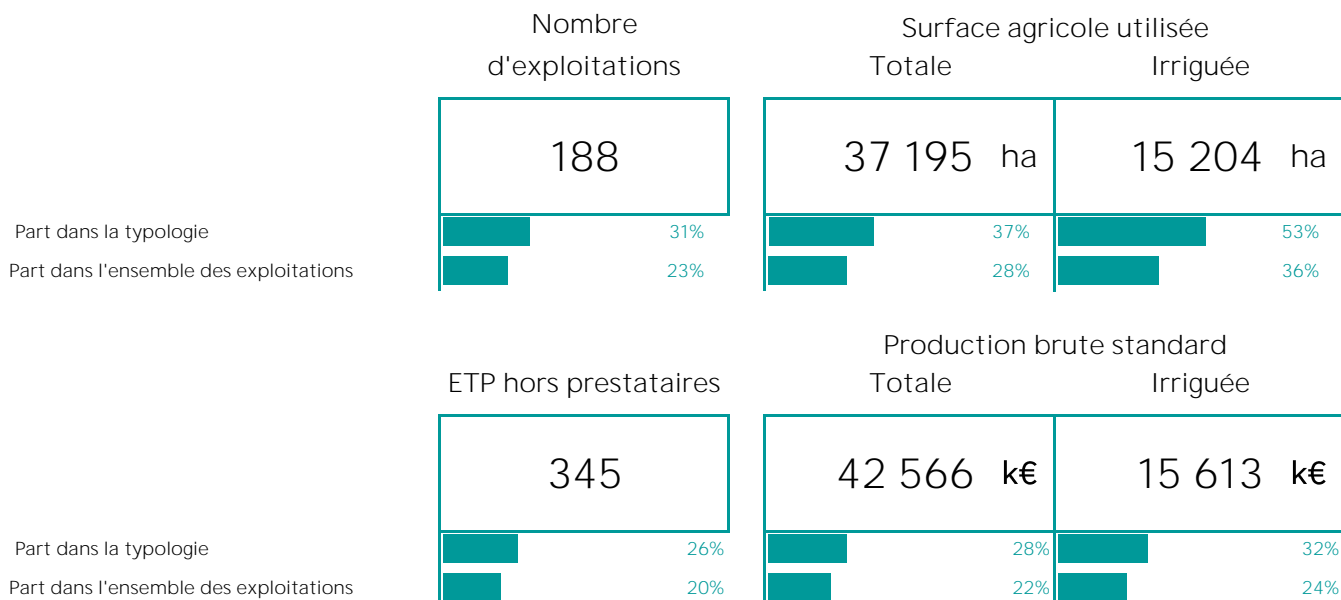 Nombre
d'exploitations
Surface agricole utilisée
Totale Irriguée
188 37 195 ha 15 204 ha
Part dans la typologie 31% 37% 53%
Part dans l'ensemble des exploitations 23% 28% 36%
Production brute standard
ETP hors prestataires Totale Irriguée
345 42 566 k€ 15 613 k€
Part dans la typologie 26% 28% 32%
Part dans l'ensemble des exploitations 20% 22% 24%